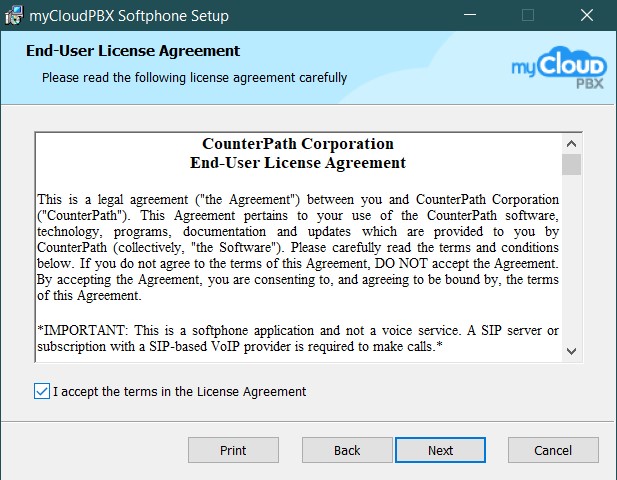 myCloudPBX Softphone Setup
End-User License Agreement
Please read the following license agreement carefully
myCloud
PBX
CounterPath Corporation
End-User License Agreement
This is a legal agreement ("the Agreement") between you and CounterPath Corporation
("CounterPath"). This Agreement pertains to your use of the CounterPath software,
technology, programs, documentation and updates which are provided to you by
CounterPath (collectively, "the Software"). Please carefully read the terms and conditions
below. If you do not agree to the terms of this Agreement, DO NOT accept the Agreement.
By accepting the Agreement, you are consenting to, and agreeing to be bound by, the terms
of this Agreement.
*IMPORTANT: This is a softphone application and not a voice service. A SIP server or
subscription with a SIP-based VoIP provider is required to make calls.*
I accept the terms in the License Agreement
Print Back Next Cancel